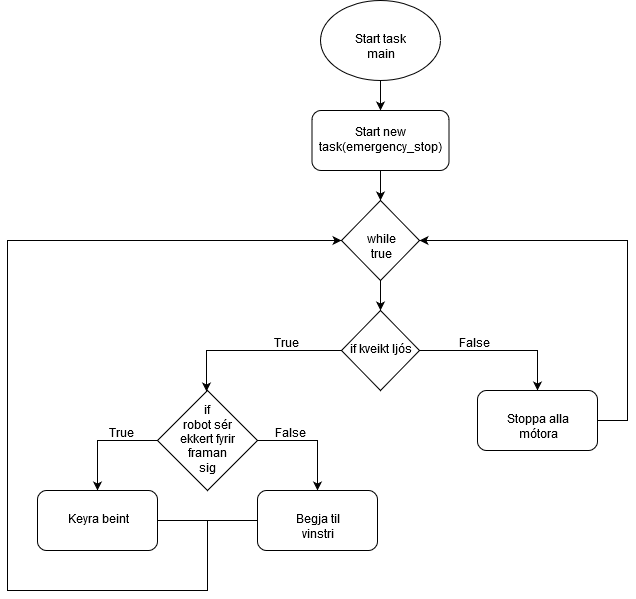 Start task
main
Start new
task(emergency_stop)
while
true
True
if kveikt ljós
False
if
robot sér
ekkert fyrir
framan
sig
Stoppa alla
mótora
True
False
Keyra beint
Begja til
vinstri